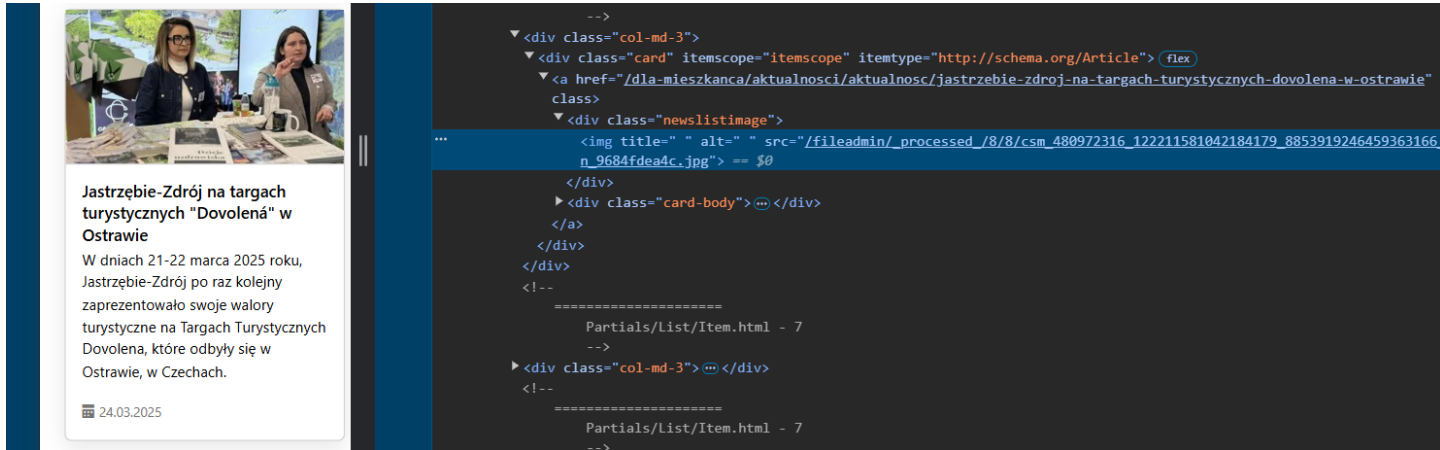 Dzieje
uzdrowiska
Jastrzębie-Zdrój na targach
turystycznych "Dovolená" w
Ostrawie
W dniach 21-22 marca 2025 roku,
Jastrzębie-Zdrój po raz kolejny
zaprezentowało swoje walory
turystyczne na Targach Turystycznych
Dovolena, które odbyły się w
Ostrawie, w Czechach.
24.03.2025
-->
<div class="col-md-3">
<div class="card" itemscope="itemscope" itemtype="http://schema.org/Article"> flex
<a href="/dla-mieszkanca/aktualnosci/aktualnosc/jastrzebie-zdroj-na-targach-turystycznych-dovolena-w-ostrawie"
class>
<div class="newslistimage">
<img title=" " alt=" " src="/fileadmin/_processed_/8/8/csm_480972316_122211581042184179_8853919246459363166_
n_9684fdea4c.jpg"> == $0
</div>
<div class="card-body">⋯</div>
</a>
</div>
</div>
<!--
=====================
Partials/List/Item.html - 7
-->
<div class="col-md-3">⋯</div>
<!--
=====================
Partials/List/Item.html - 7
-->